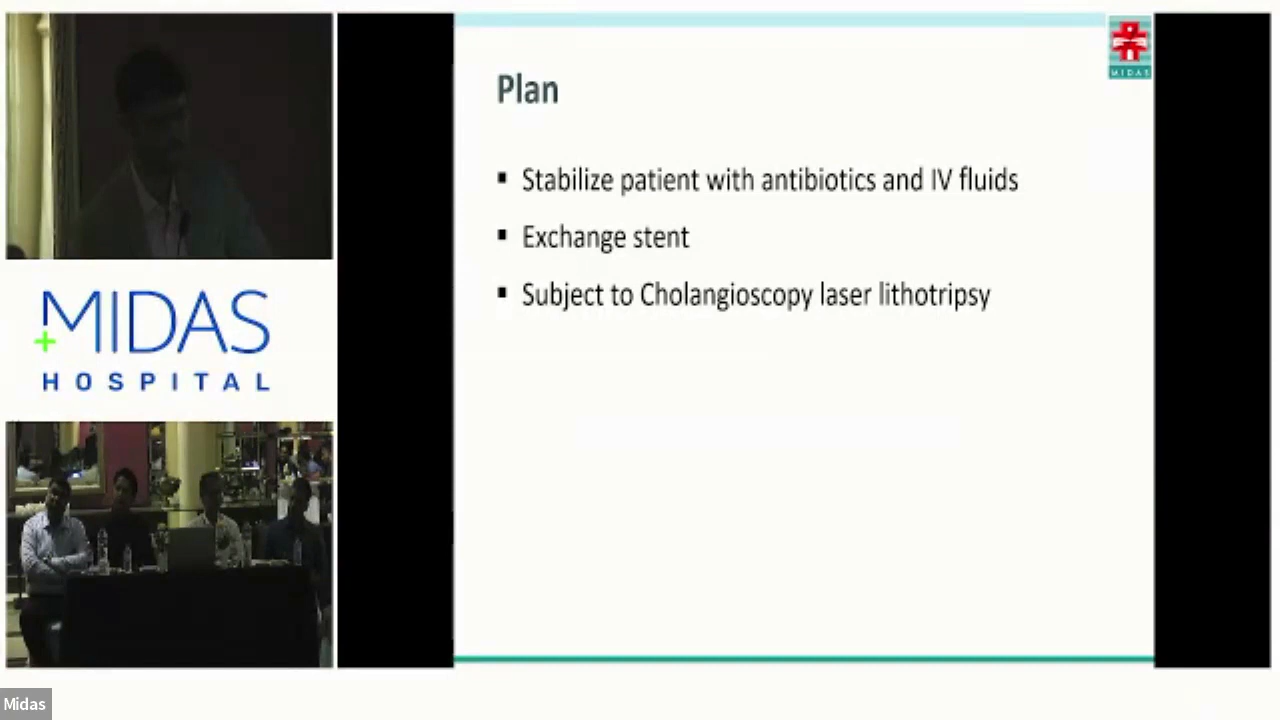 MIDAS
Plan
▪ Stabilize patient with antibiotics and IV fluids
▪ Exchange stent
▪ Subject to Cholangioscopy laser lithotripsy
MIDAS
HOSPITAL
Midas